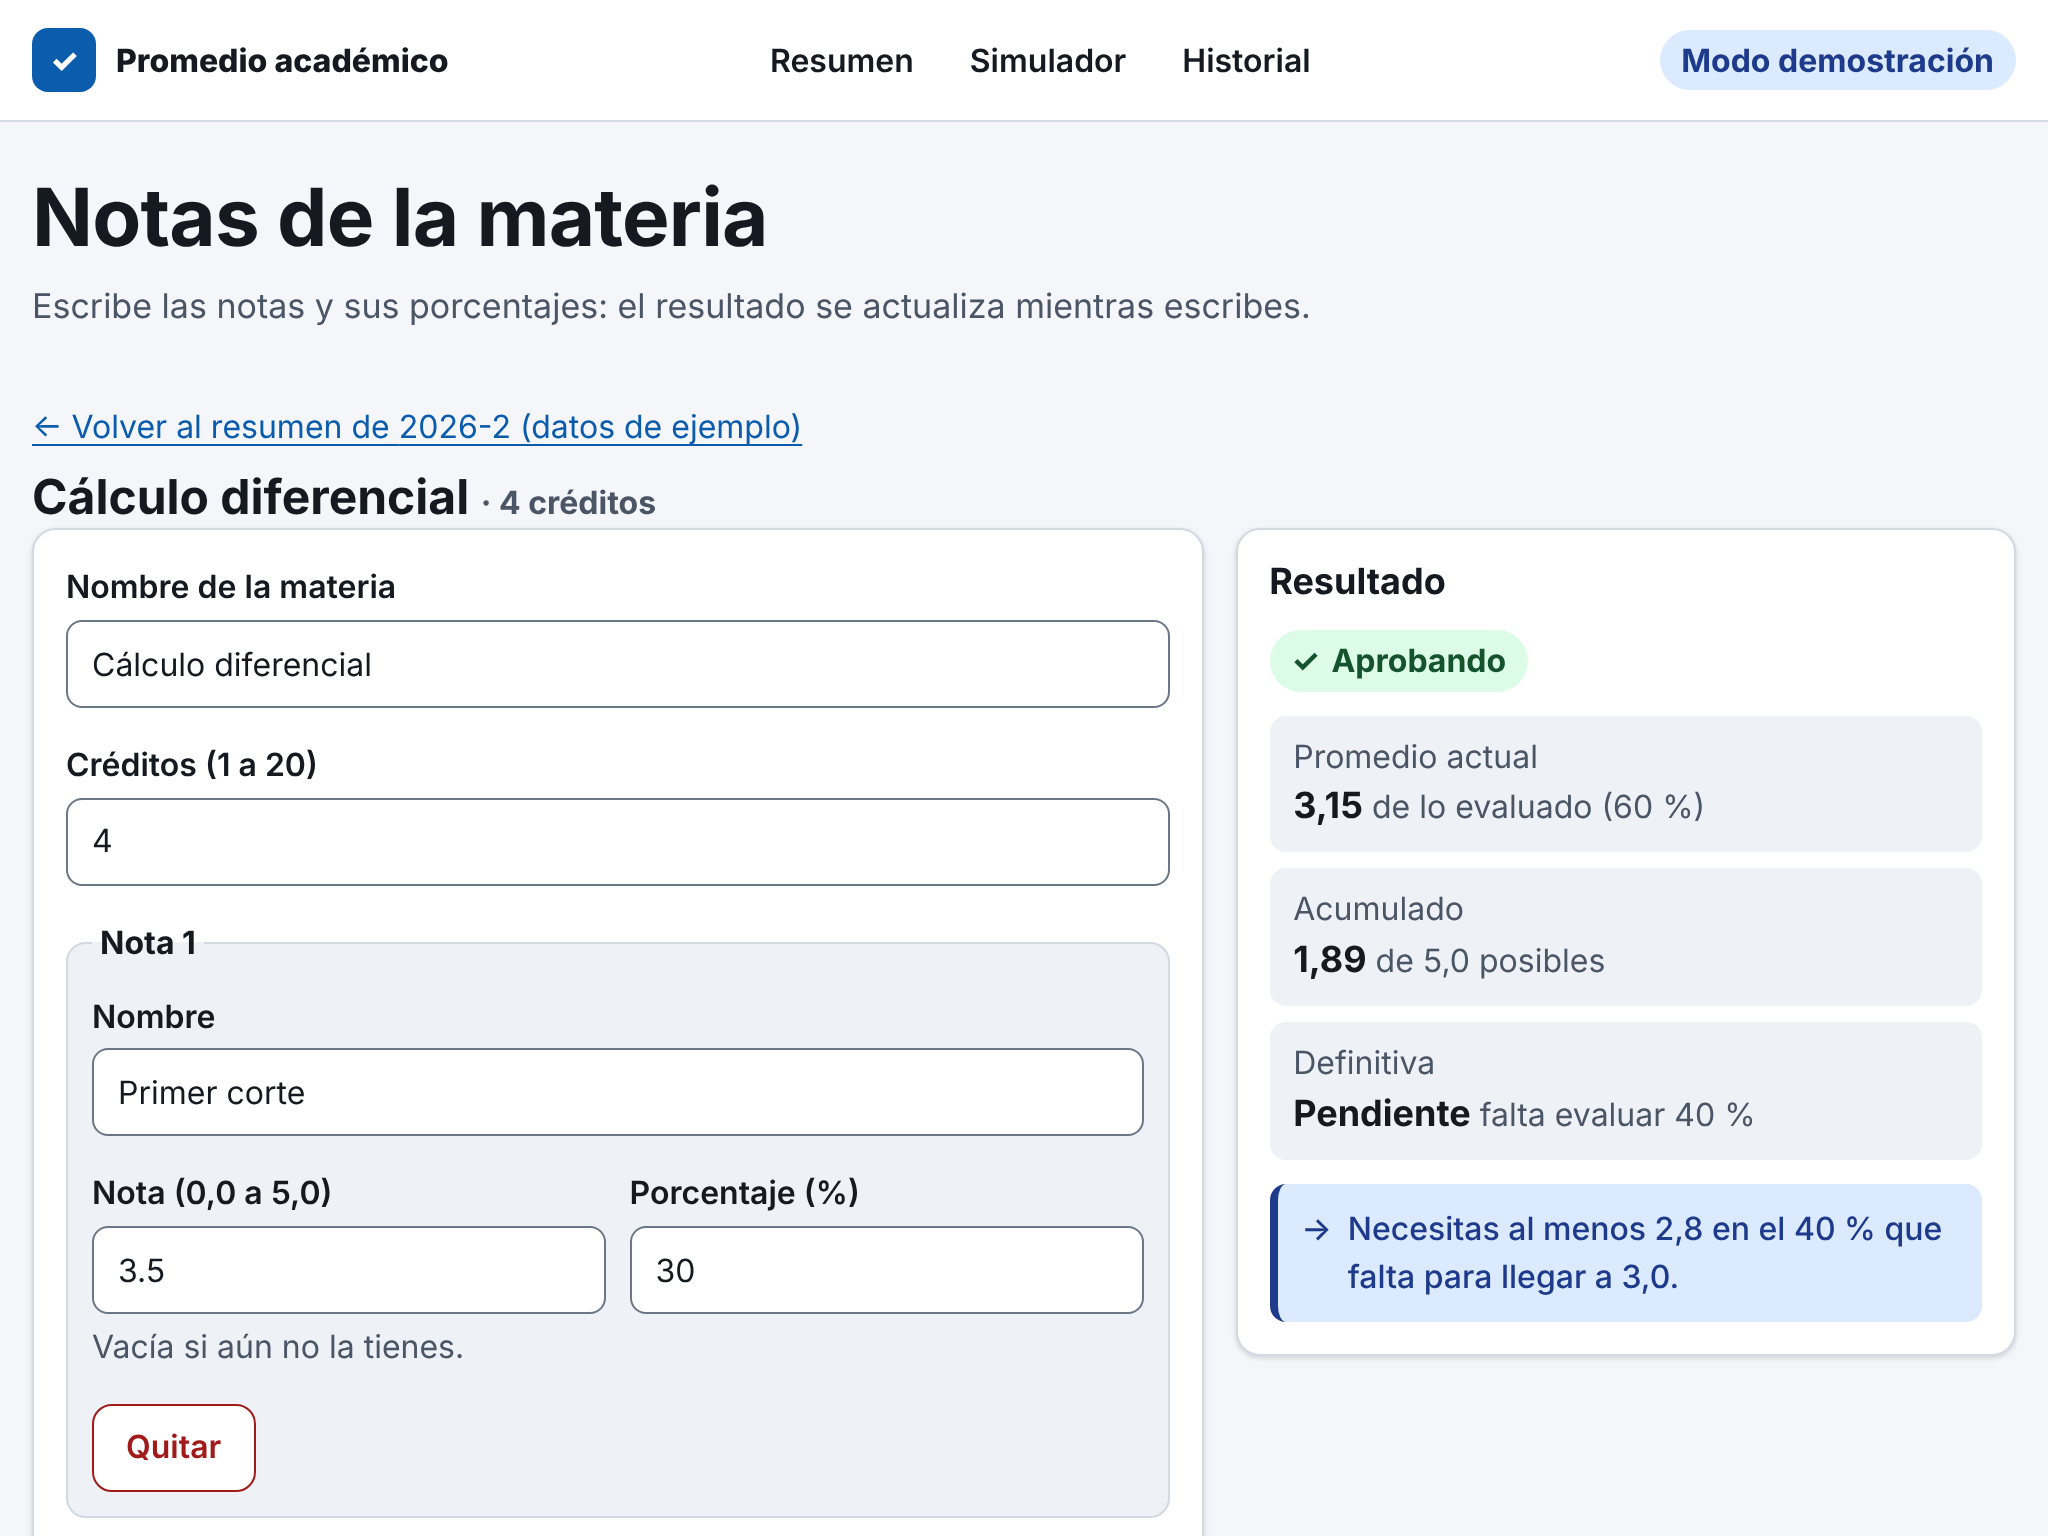 Promedio académico
Resumen
Simulador
Historial
Modo demostración
Notas de la materia
Escribe las notas y sus porcentajes: el resultado se actualiza mientras escribes.
← Volver al resumen de 2026-2 (datos de ejemplo)
Cálculo diferencial · 4 créditos
Nombre de la materia
Cálculo diferencial
Créditos (1 a 20)
4
Nota 1
Nombre
Primer corte
Nota (0,0 a 5,0)
Porcentaje (%)
3.5
30
Vacía si aún no la tienes.
Quitar
Resultado
✓ Aprobando
Promedio actual
3,15 de lo evaluado (60 %)
Acumulado
1,89 de 5,0 posibles
Definitiva
Pendiente falta evaluar 40 %
→ Necesitas al menos 2,8 en el 40 % que
falta para llegar a 3,0.